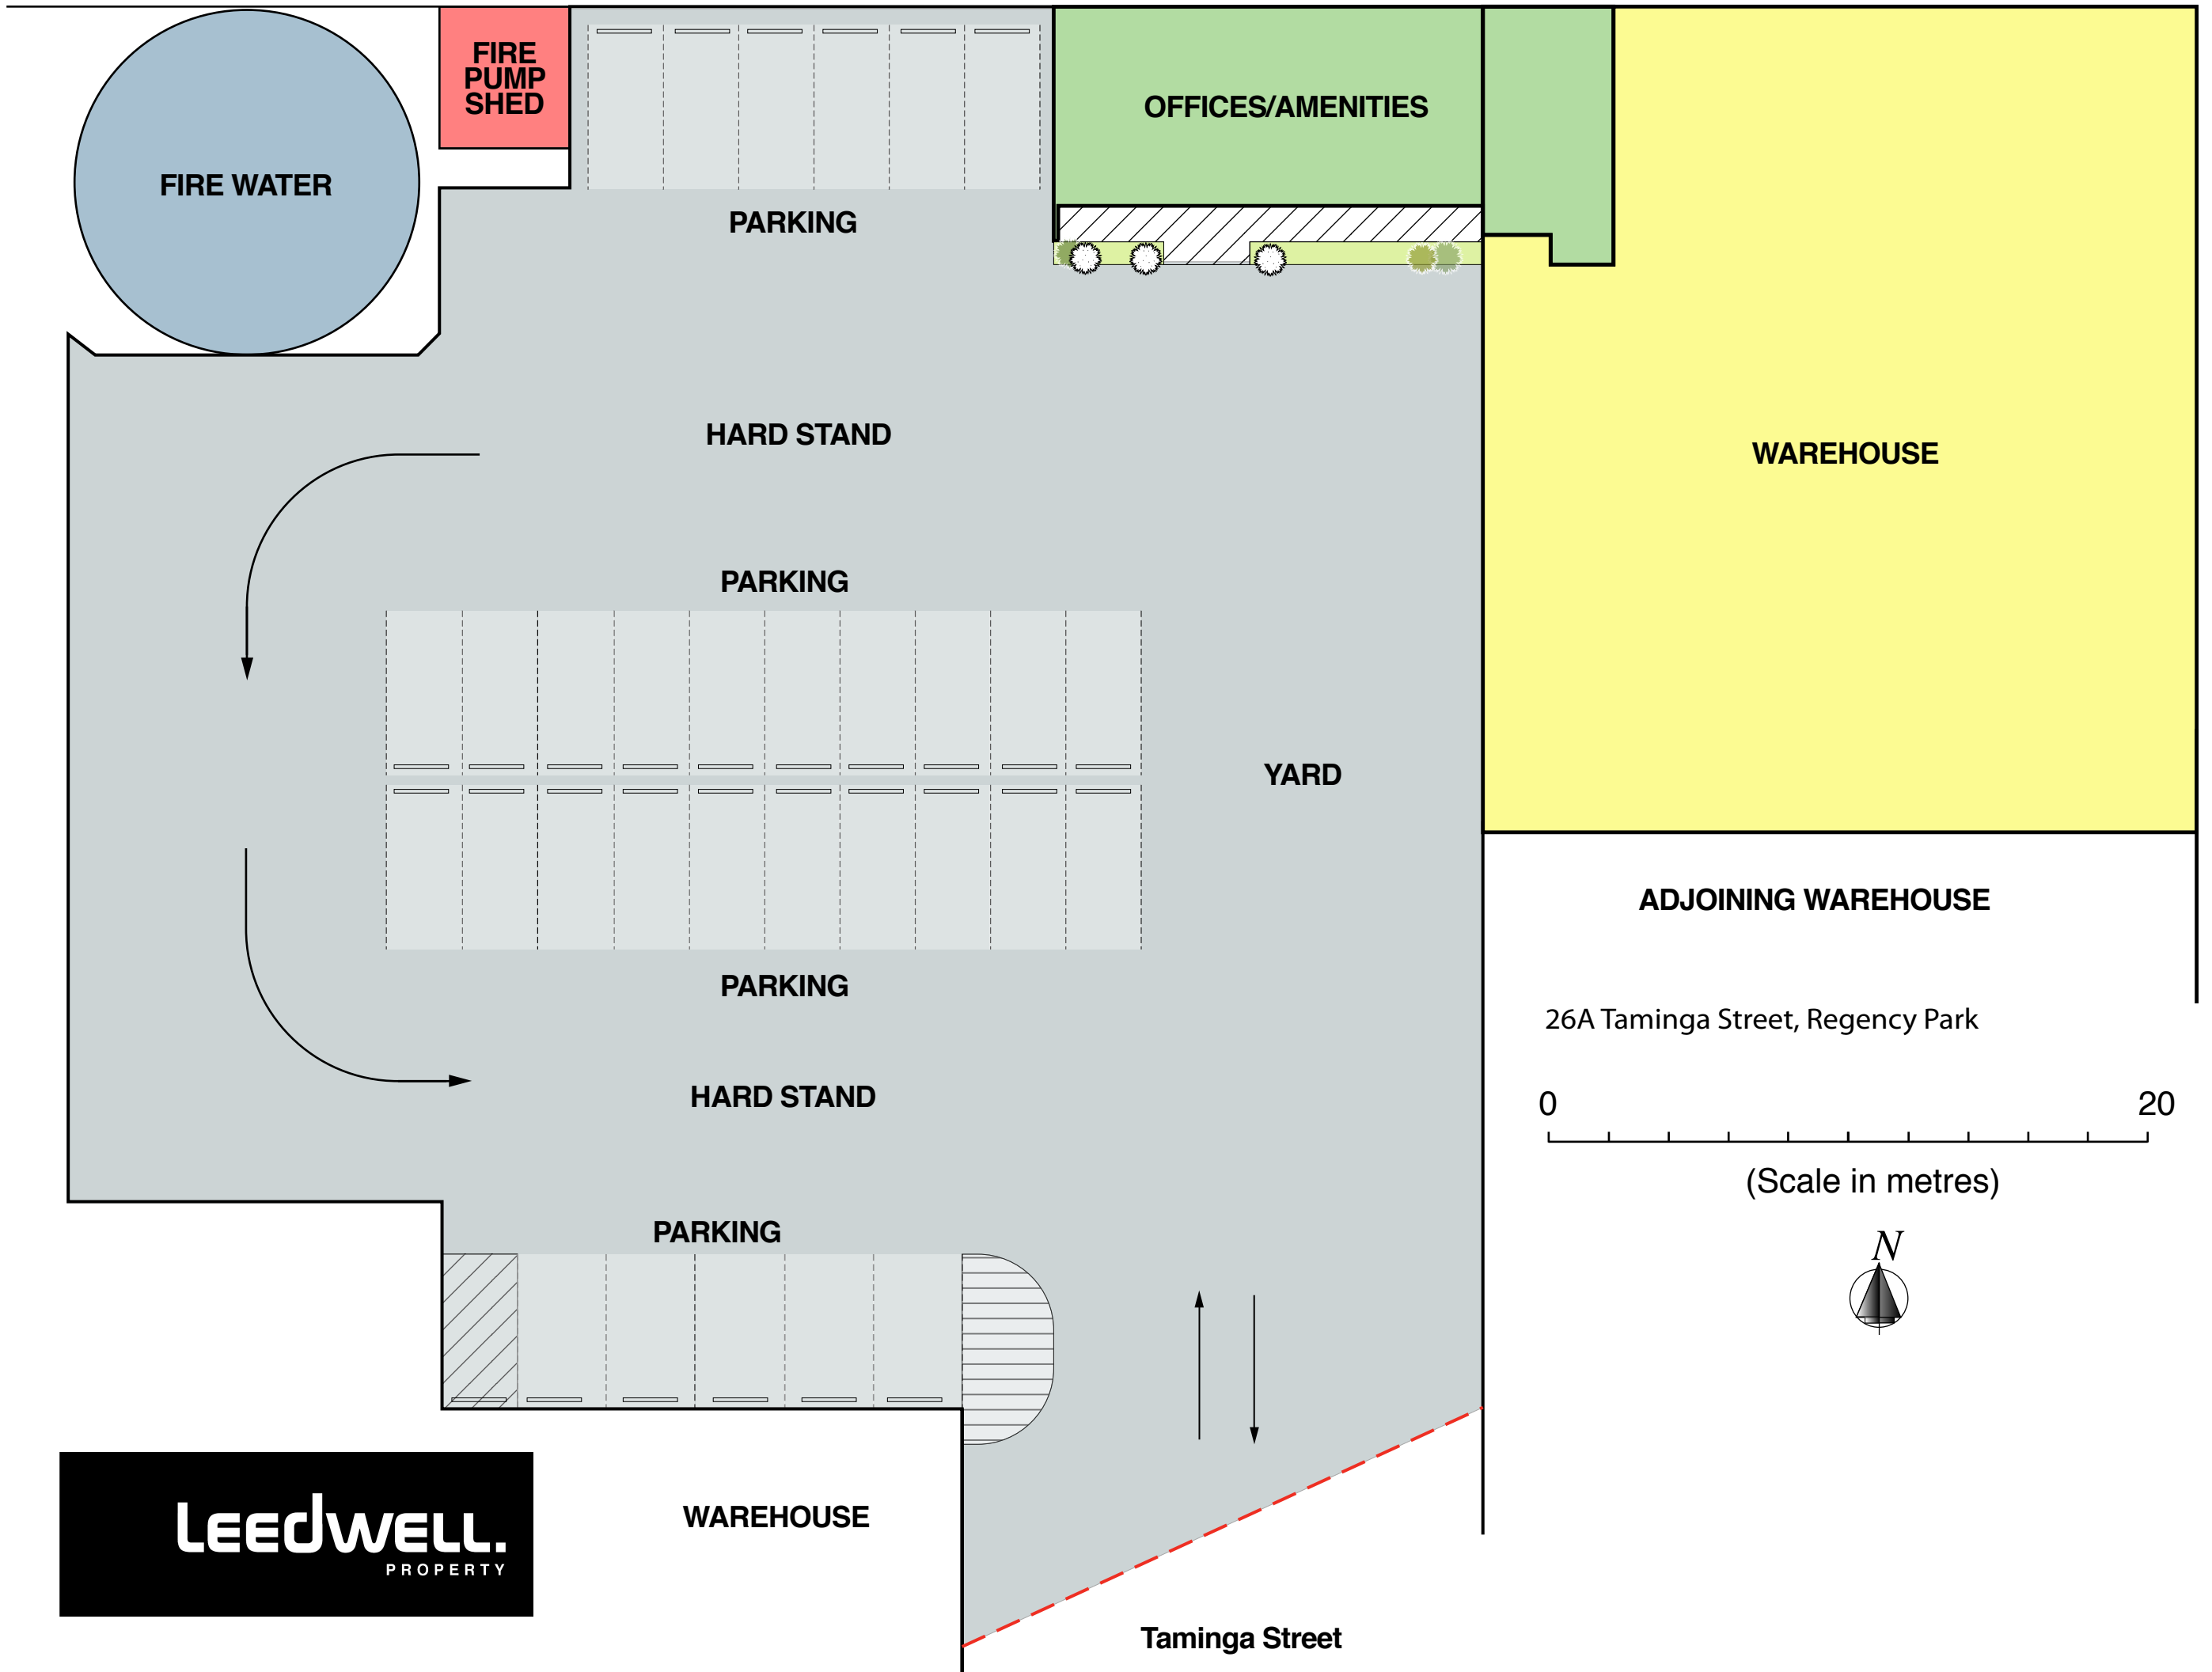 FIRE
PUMP
SHED
OFFICES/AMENITIES
FIRE WATER
PARKING
HARD STAND
WAREHOUSE
PARKING
YARD
ADJOINING WAREHOUSE
PARKING
26A Taminga Street, Regency Park
HARD STAND
0 20
(Scale in metres)
PARKING
N
LEEDWELL.
PROPERTY
WAREHOUSE
Taminga Street